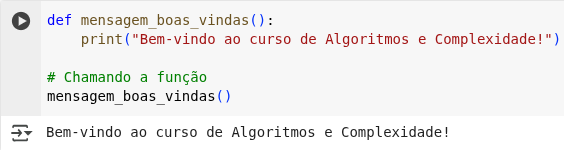 def mensagem_boas_vindas():
    print("Bem-vindo ao curso de Algoritmos e Complexidade!")
# Chamando a função
mensagem_boas_vindas()
Bem-vindo ao curso de Algoritmos e Complexidade!